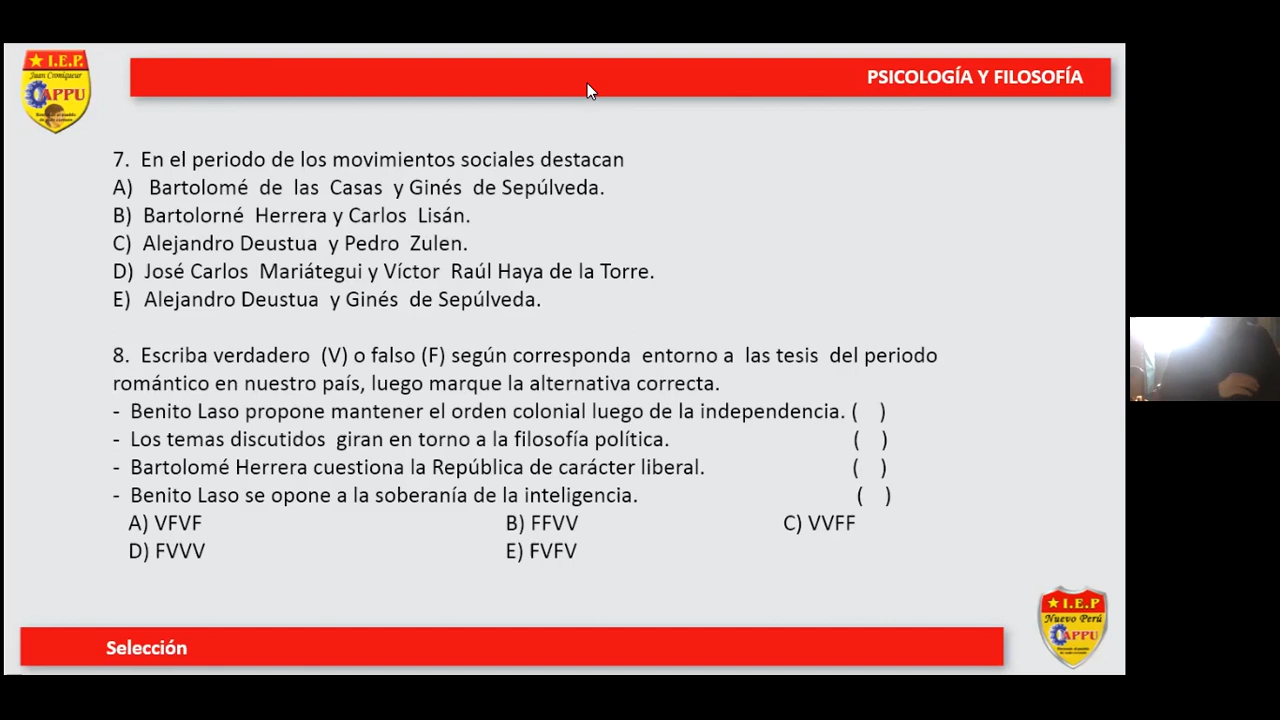 ★ I.E.P.
Juan Croniqueur
CAPPU
PSICOLOGÍA Y FILOSOFÍA
7. En el periodo de los movimientos sociales destacan
A) Bartolomé de las Casas y Ginés de Sepúlveda.
B) Bartolorné Herrera y Carlos Lisán.
C) Alejandro Deustua y Pedro Zulen.
D) José Carlos Mariátegui y Víctor Raúl Haya de la Torre.
E) Alejandro Deustua y Ginés de Sepúlveda.
8. Escriba verdadero (V) o falso (F) según corresponda entorno a las tesis del periodo
romántico en nuestro país, luego marque la alternativa correcta.
- Benito Laso propone mantener el orden colonial luego de la independencia. ( )
- Los temas discutidos giran en torno a la filosofía política. ( )
- Bartolomé Herrera cuestiona la República de carácter liberal. ( )
- Benito Laso se opone a la soberanía de la inteligencia. ( )
A) VFVF B) FFVV C) VVFF
D) FVVV E) FVFV
★ I.E.P
Nuevo Perú
CAPPU
Selección